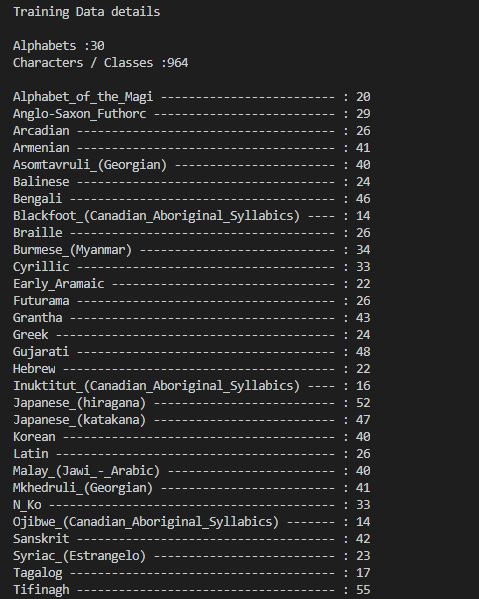 Training Data details
Alphabets :30
Characters / Classes :964
Alphabet_of_the_Magi ------------------------- : 20
Anglo-Saxon_Futhorc -------------------------- : 29
Arcadian ------------------------------------- : 26
Armenian ------------------------------------- : 41
Asomtavruli_(Georgian) ----------------------- : 40
Balinese ------------------------------------- : 24
Bengali -------------------------------------- : 46
Blackfoot_(Canadian_Aboriginal_Syllabics) ---- : 14
Braille -------------------------------------- : 26
Burmese_(Myanmar) ---------------------------- : 34
Cyrillic ------------------------------------- : 33
Early_Aramaic -------------------------------- : 22
Futurama ------------------------------------- : 26
Grantha -------------------------------------- : 43
Greek ---------------------------------------- : 24
Gujarati ------------------------------------- : 48
Hebrew --------------------------------------- : 22
Inuktitut_(Canadian_Aboriginal_Syllabics) ---- : 16
Japanese_(hiragana) -------------------------- : 52
Japanese_(katakana) -------------------------- : 47
Korean --------------------------------------- : 40
Latin ---------------------------------------- : 26
Malay_(Jawi_-_Arabic) ------------------------ : 40
Mkhedruli_(Georgian) ------------------------- : 41
N_Ko ----------------------------------------- : 33
Ojibwe_(Canadian_Aboriginal_Syllabics) ------- : 14
Sanskrit ------------------------------------- : 42
Syriac_(Estrangelo) -------------------------- : 23
Tagalog -------------------------------------- : 17
Tifinagh ------------------------------------- : 55